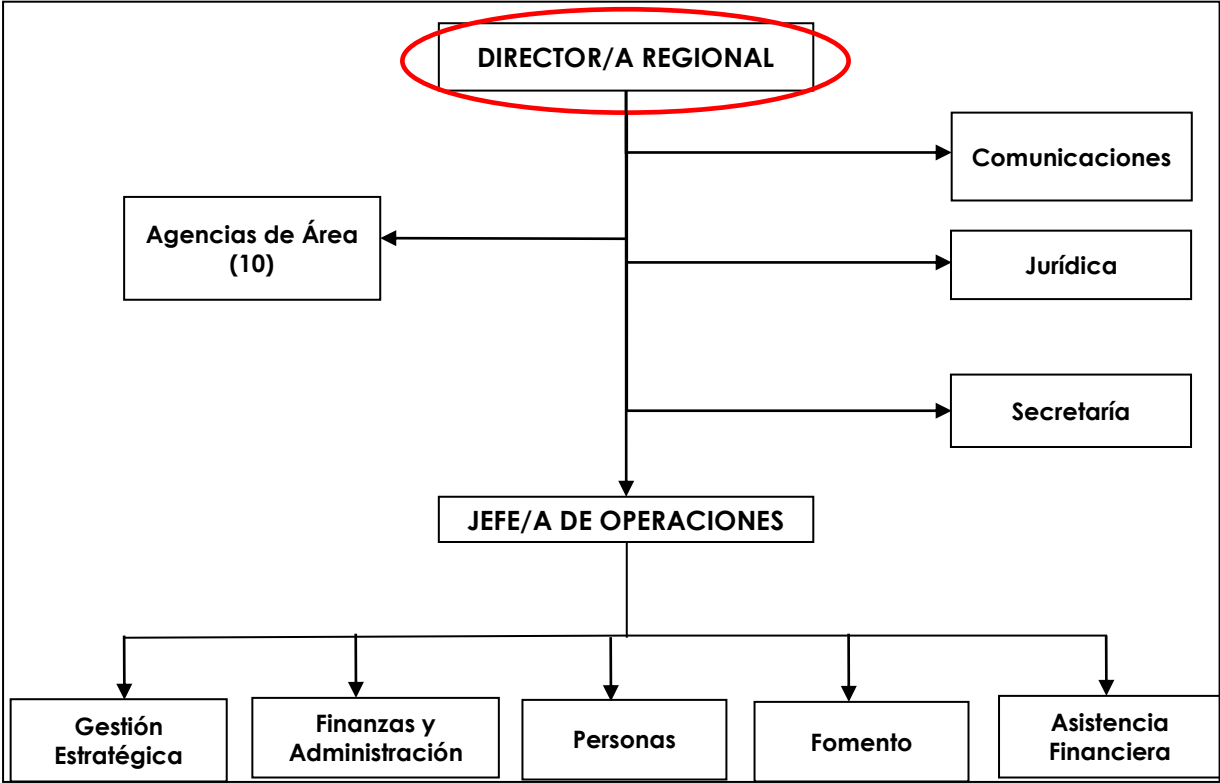 DIRECTOR/A REGIONAL
Comunicaciones
Agencias de Área
(10)
Jurídica
Secretaría
JEFE/A DE OPERACIONES
Gestión
Estratégica
Finanzas y
Administración
Personas
Fomento
Asistencia
Financiera